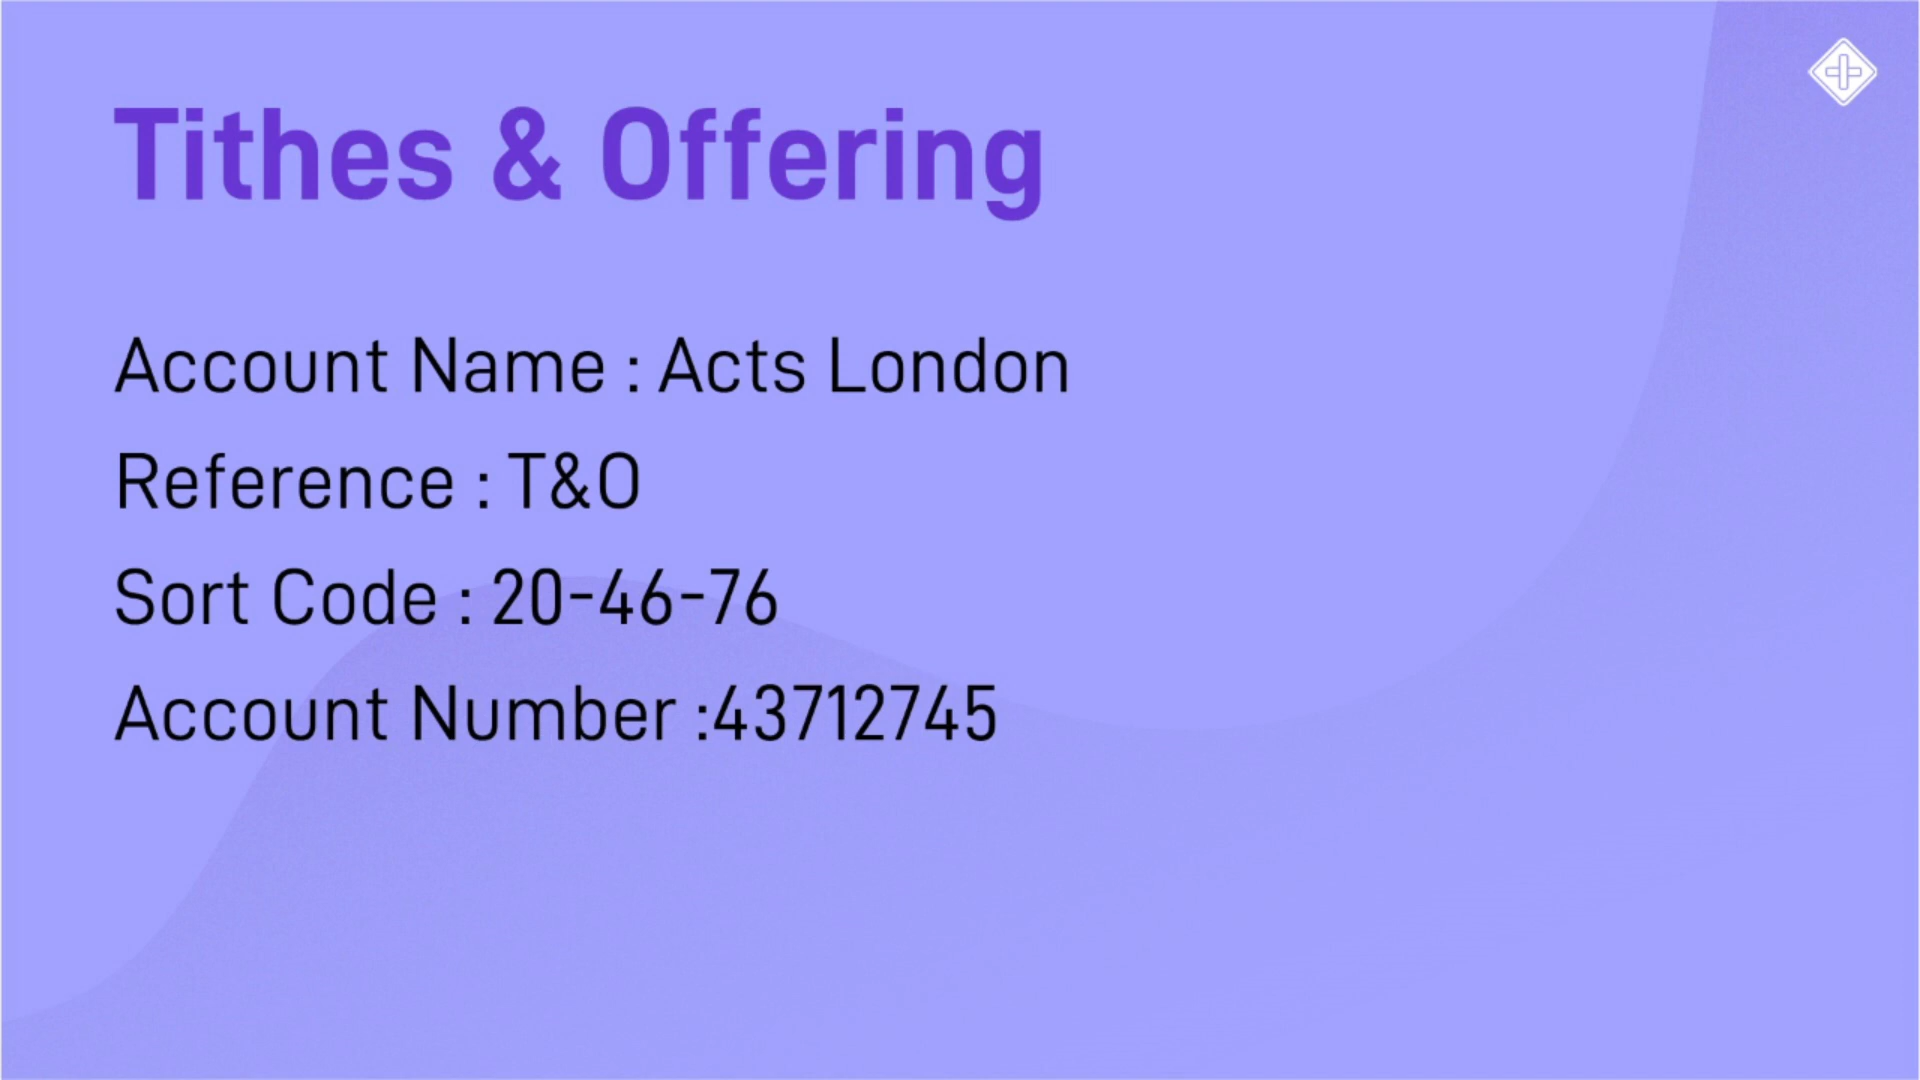 Tithes & Offering
Account Name : Acts London
Reference : T&O
Sort Code : 20-46-76
Account Number :43712745